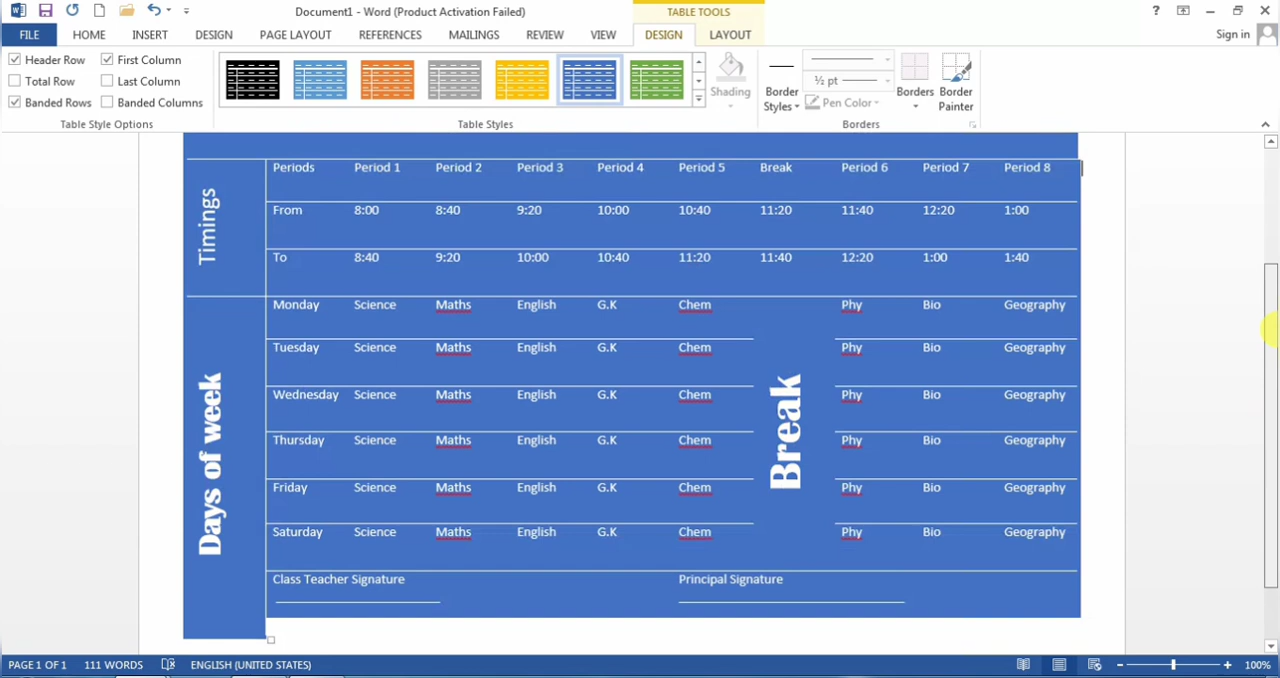 Document1 - Word (Product Activation Failed)
TABLE TOOLS
?
FILE HOME INSERT DESIGN PAGE LAYOUT REFERENCES MAILINGS REVIEW VIEW DESIGN LAYOUT Sign in
Header Row First Column
Total Row Last Column
Banded Rows Banded Columns
Table Style Options
Table Styles
Shading
Border Styles
½ pt
Pen Color
Borders
Border Painter
Borders
Timings
Periods Period 1 Period 2 Period 3 Period 4 Period 5 Break Period 6 Period 7 Period 8
From 8:00 8:40 9:20 10:00 10:40 11:20 11:40 12:20 1:00
To 8:40 9:20 10:00 10:40 11:20 11:40 12:20 1:00 1:40
Days of week
Monday Science Maths English G.K Chem Phy Bio Geography
Tuesday Science Maths English G.K Chem Phy Bio Geography
Wednesday Science Maths English G.K Chem Phy Bio Geography
Thursday Science Maths English G.K Chem Phy Bio Geography
Friday Science Maths English G.K Chem Phy Bio Geography
Saturday Science Maths English G.K Chem Phy Bio Geography
Break
Class Teacher Signature Principal Signature
PAGE 1 OF 1 111 WORDS ENGLISH (UNITED STATES) 100%